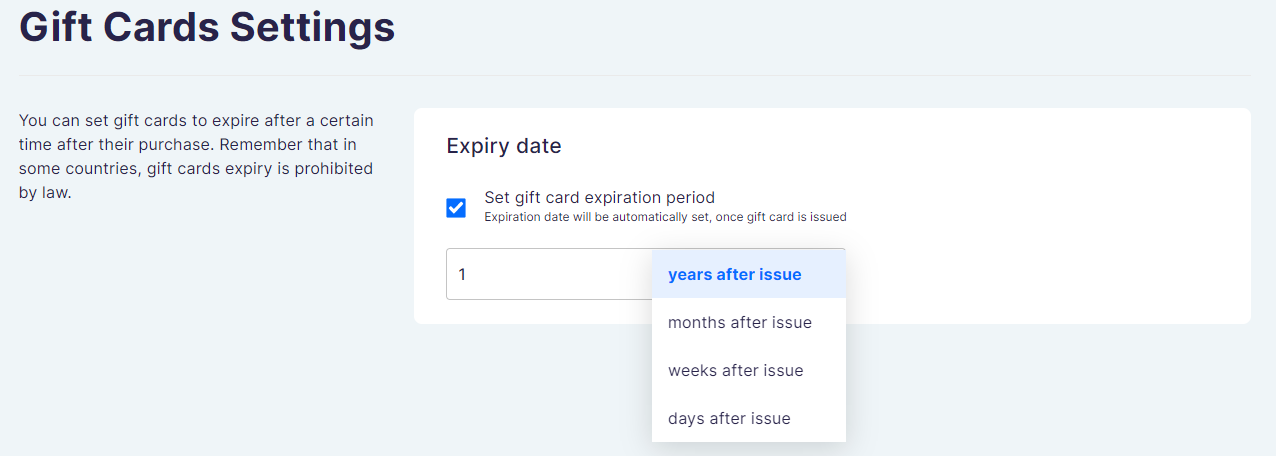 Gift Cards Settings
You can set gift cards to expire after a certain
time after their purchase. Remember that in
some countries, gift cards expiry is prohibited
by law.
Expiry date
Set gift card expiration period
Expiration date will be automatically set, once gift card is issued
1
years after issue
months after issue
weeks after issue
days after issue